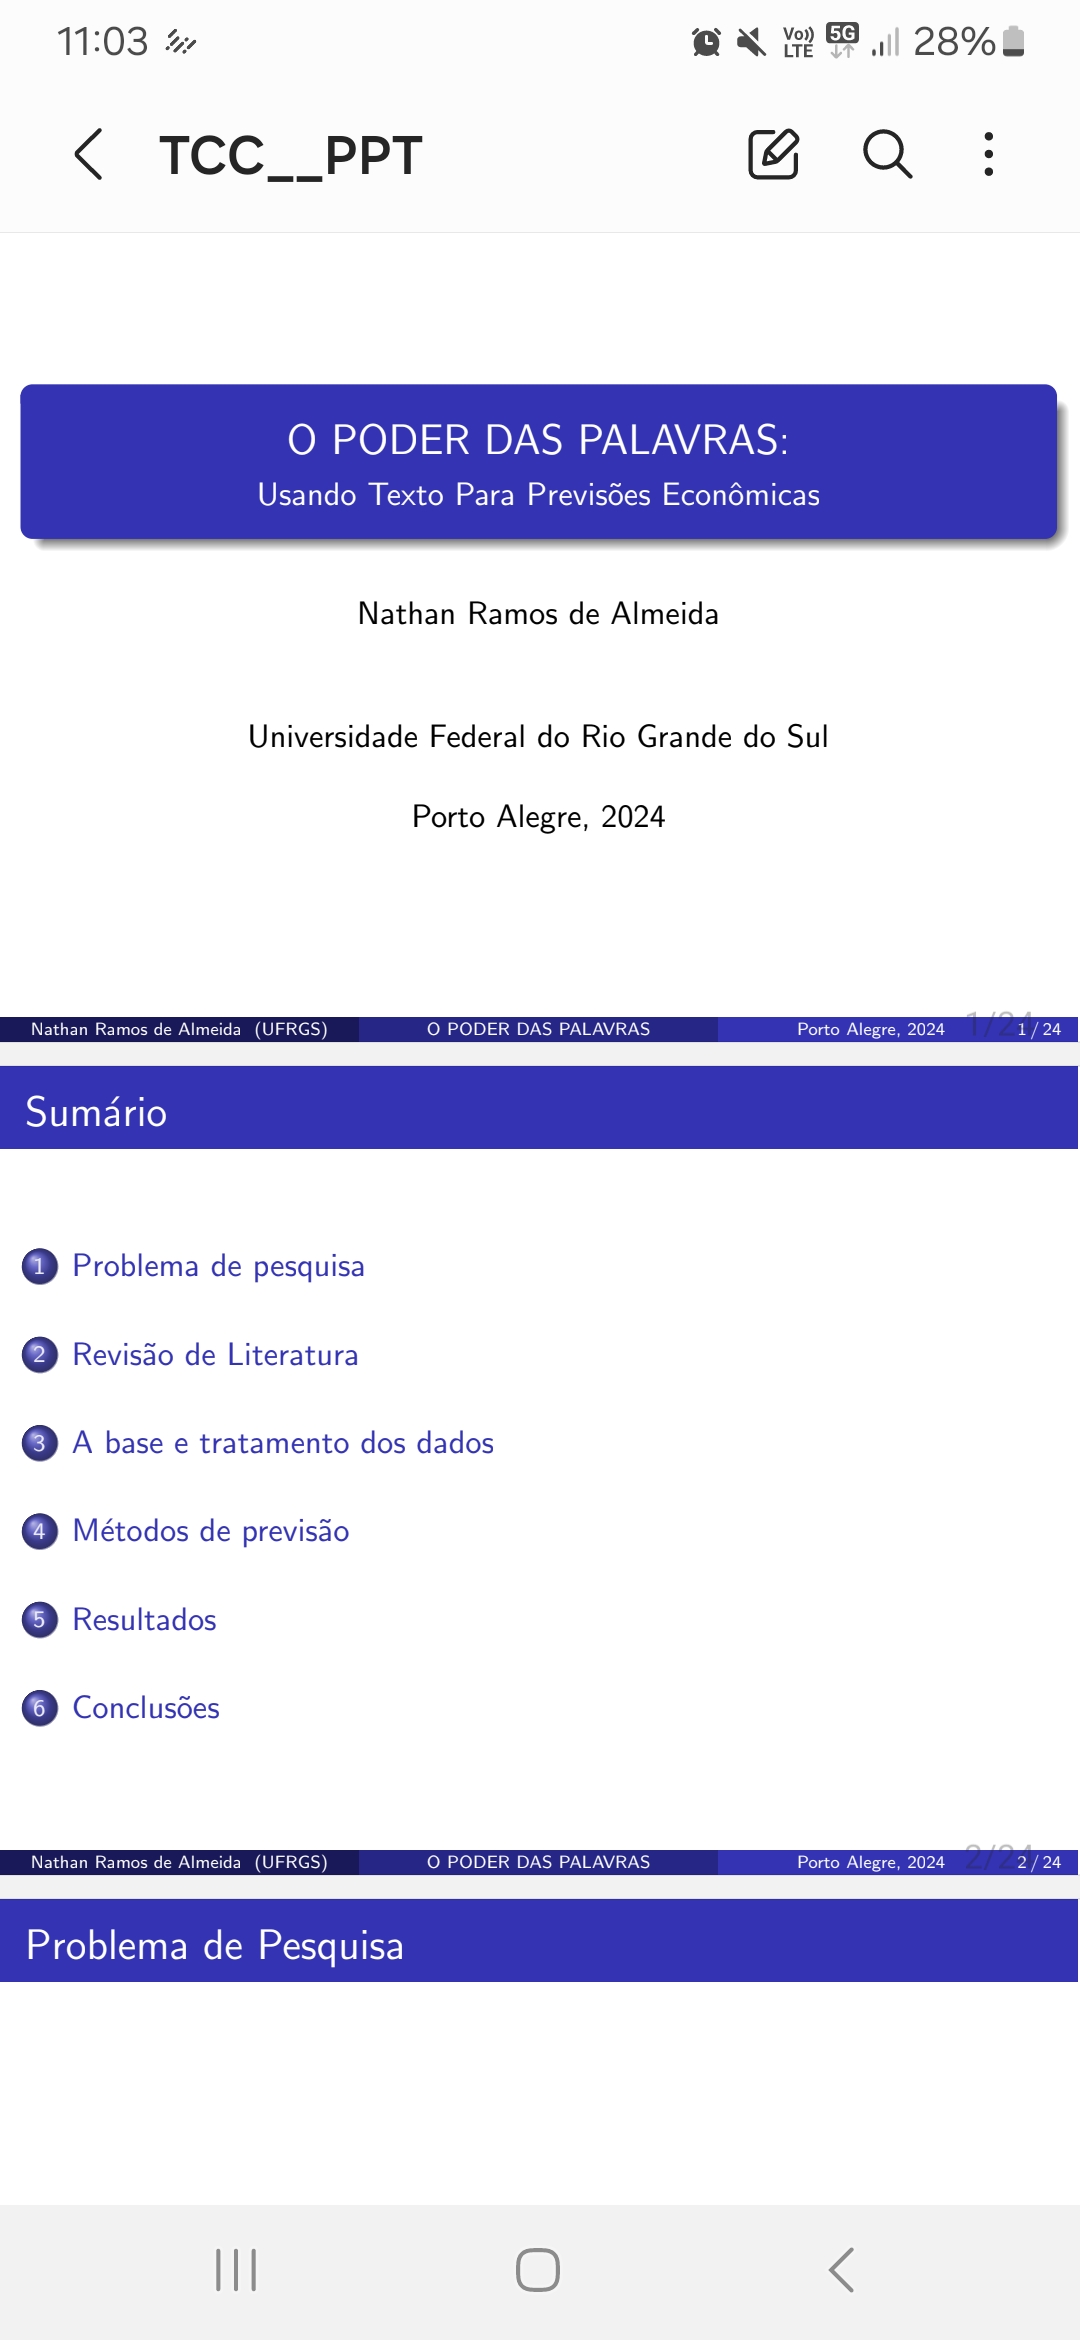 11:03
Vo))
LTE
5G
28%
TCC__PPT
O PODER DAS PALAVRAS:
Usando Texto Para Previsões Econômicas
Nathan Ramos de Almeida
Universidade Federal do Rio Grande do Sul
Porto Alegre, 2024
Nathan Ramos de Almeida (UFRGS) O PODER DAS PALAVRAS Porto Alegre, 2024 1/24 1 / 24
Sumário
1 Problema de pesquisa
2 Revisão de Literatura
3 A base e tratamento dos dados
4 Métodos de previsão
5 Resultados
6 Conclusões
Nathan Ramos de Almeida (UFRGS) O PODER DAS PALAVRAS Porto Alegre, 2024 2/24 2 / 24
Problema de Pesquisa